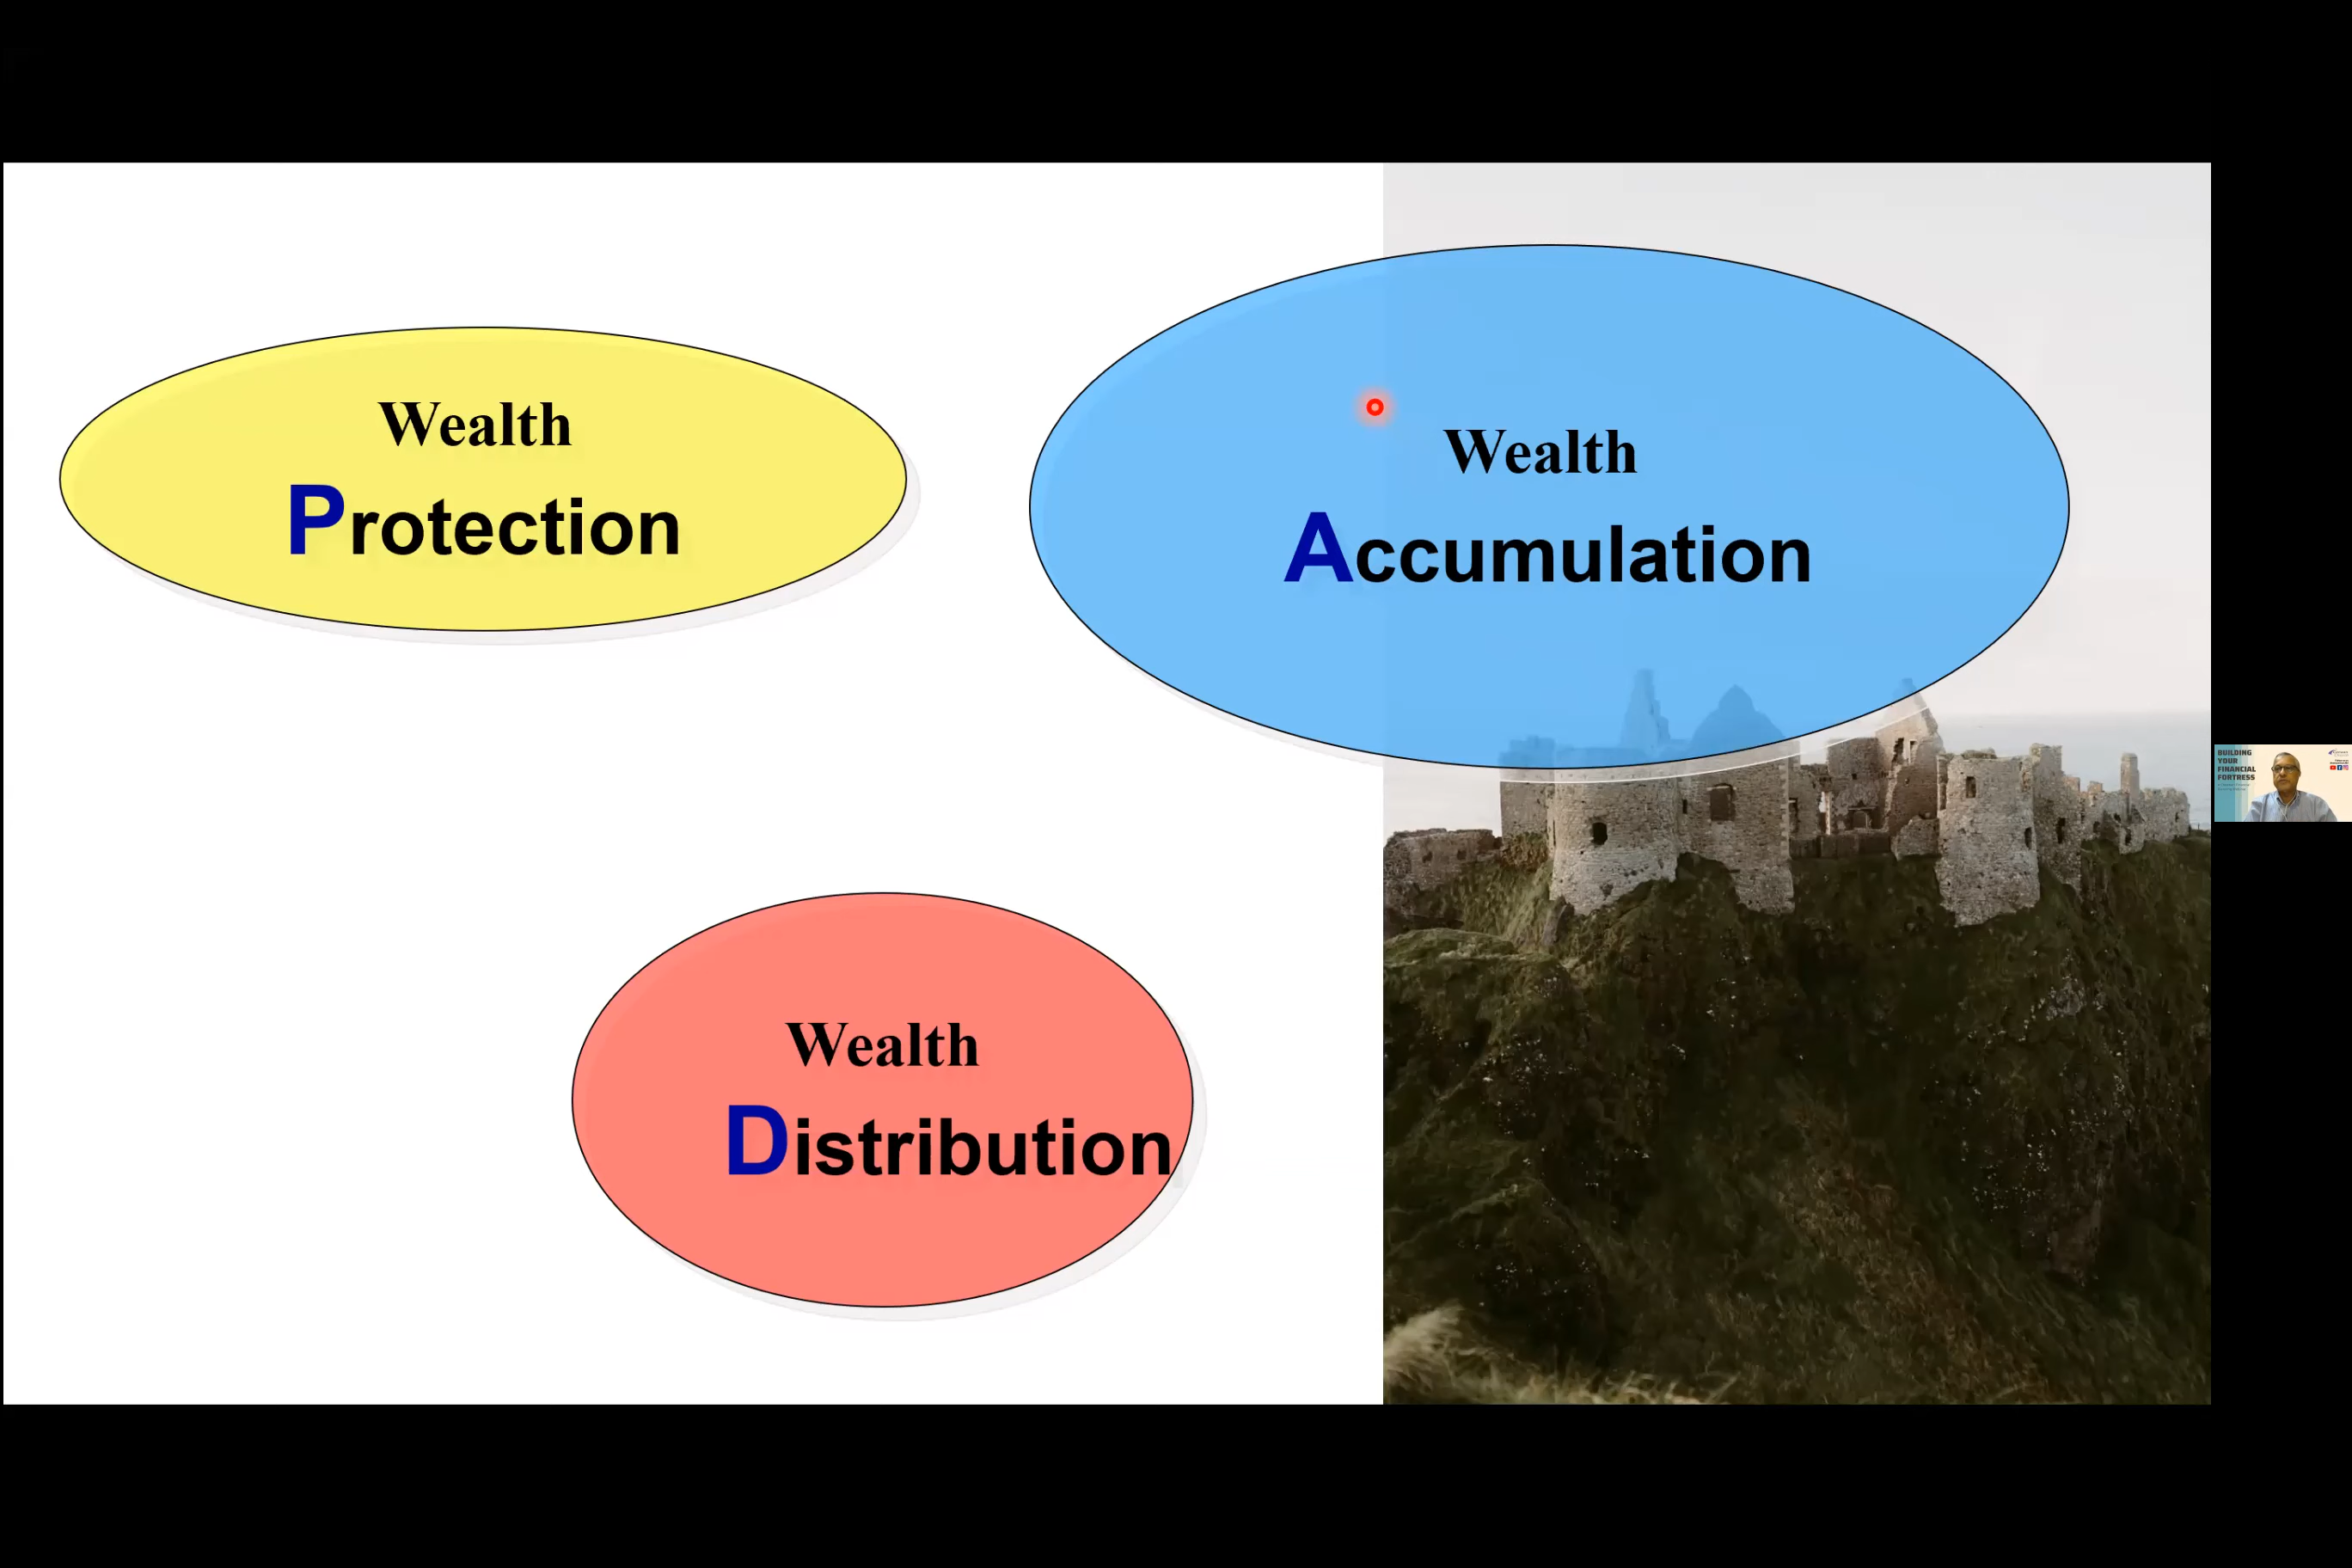 Wealth
Protection
Wealth
Accumulation
Wealth
Distribution
BUILDING
YOUR
FINANCIAL
FORTRESS